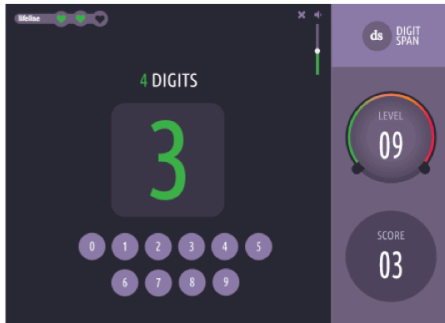 lifeline
ds DIGIT
SPAN
4 DIGITS
3
0 1 2 3 4 5
6 7 8 9
LEVEL
09
SCORE
03